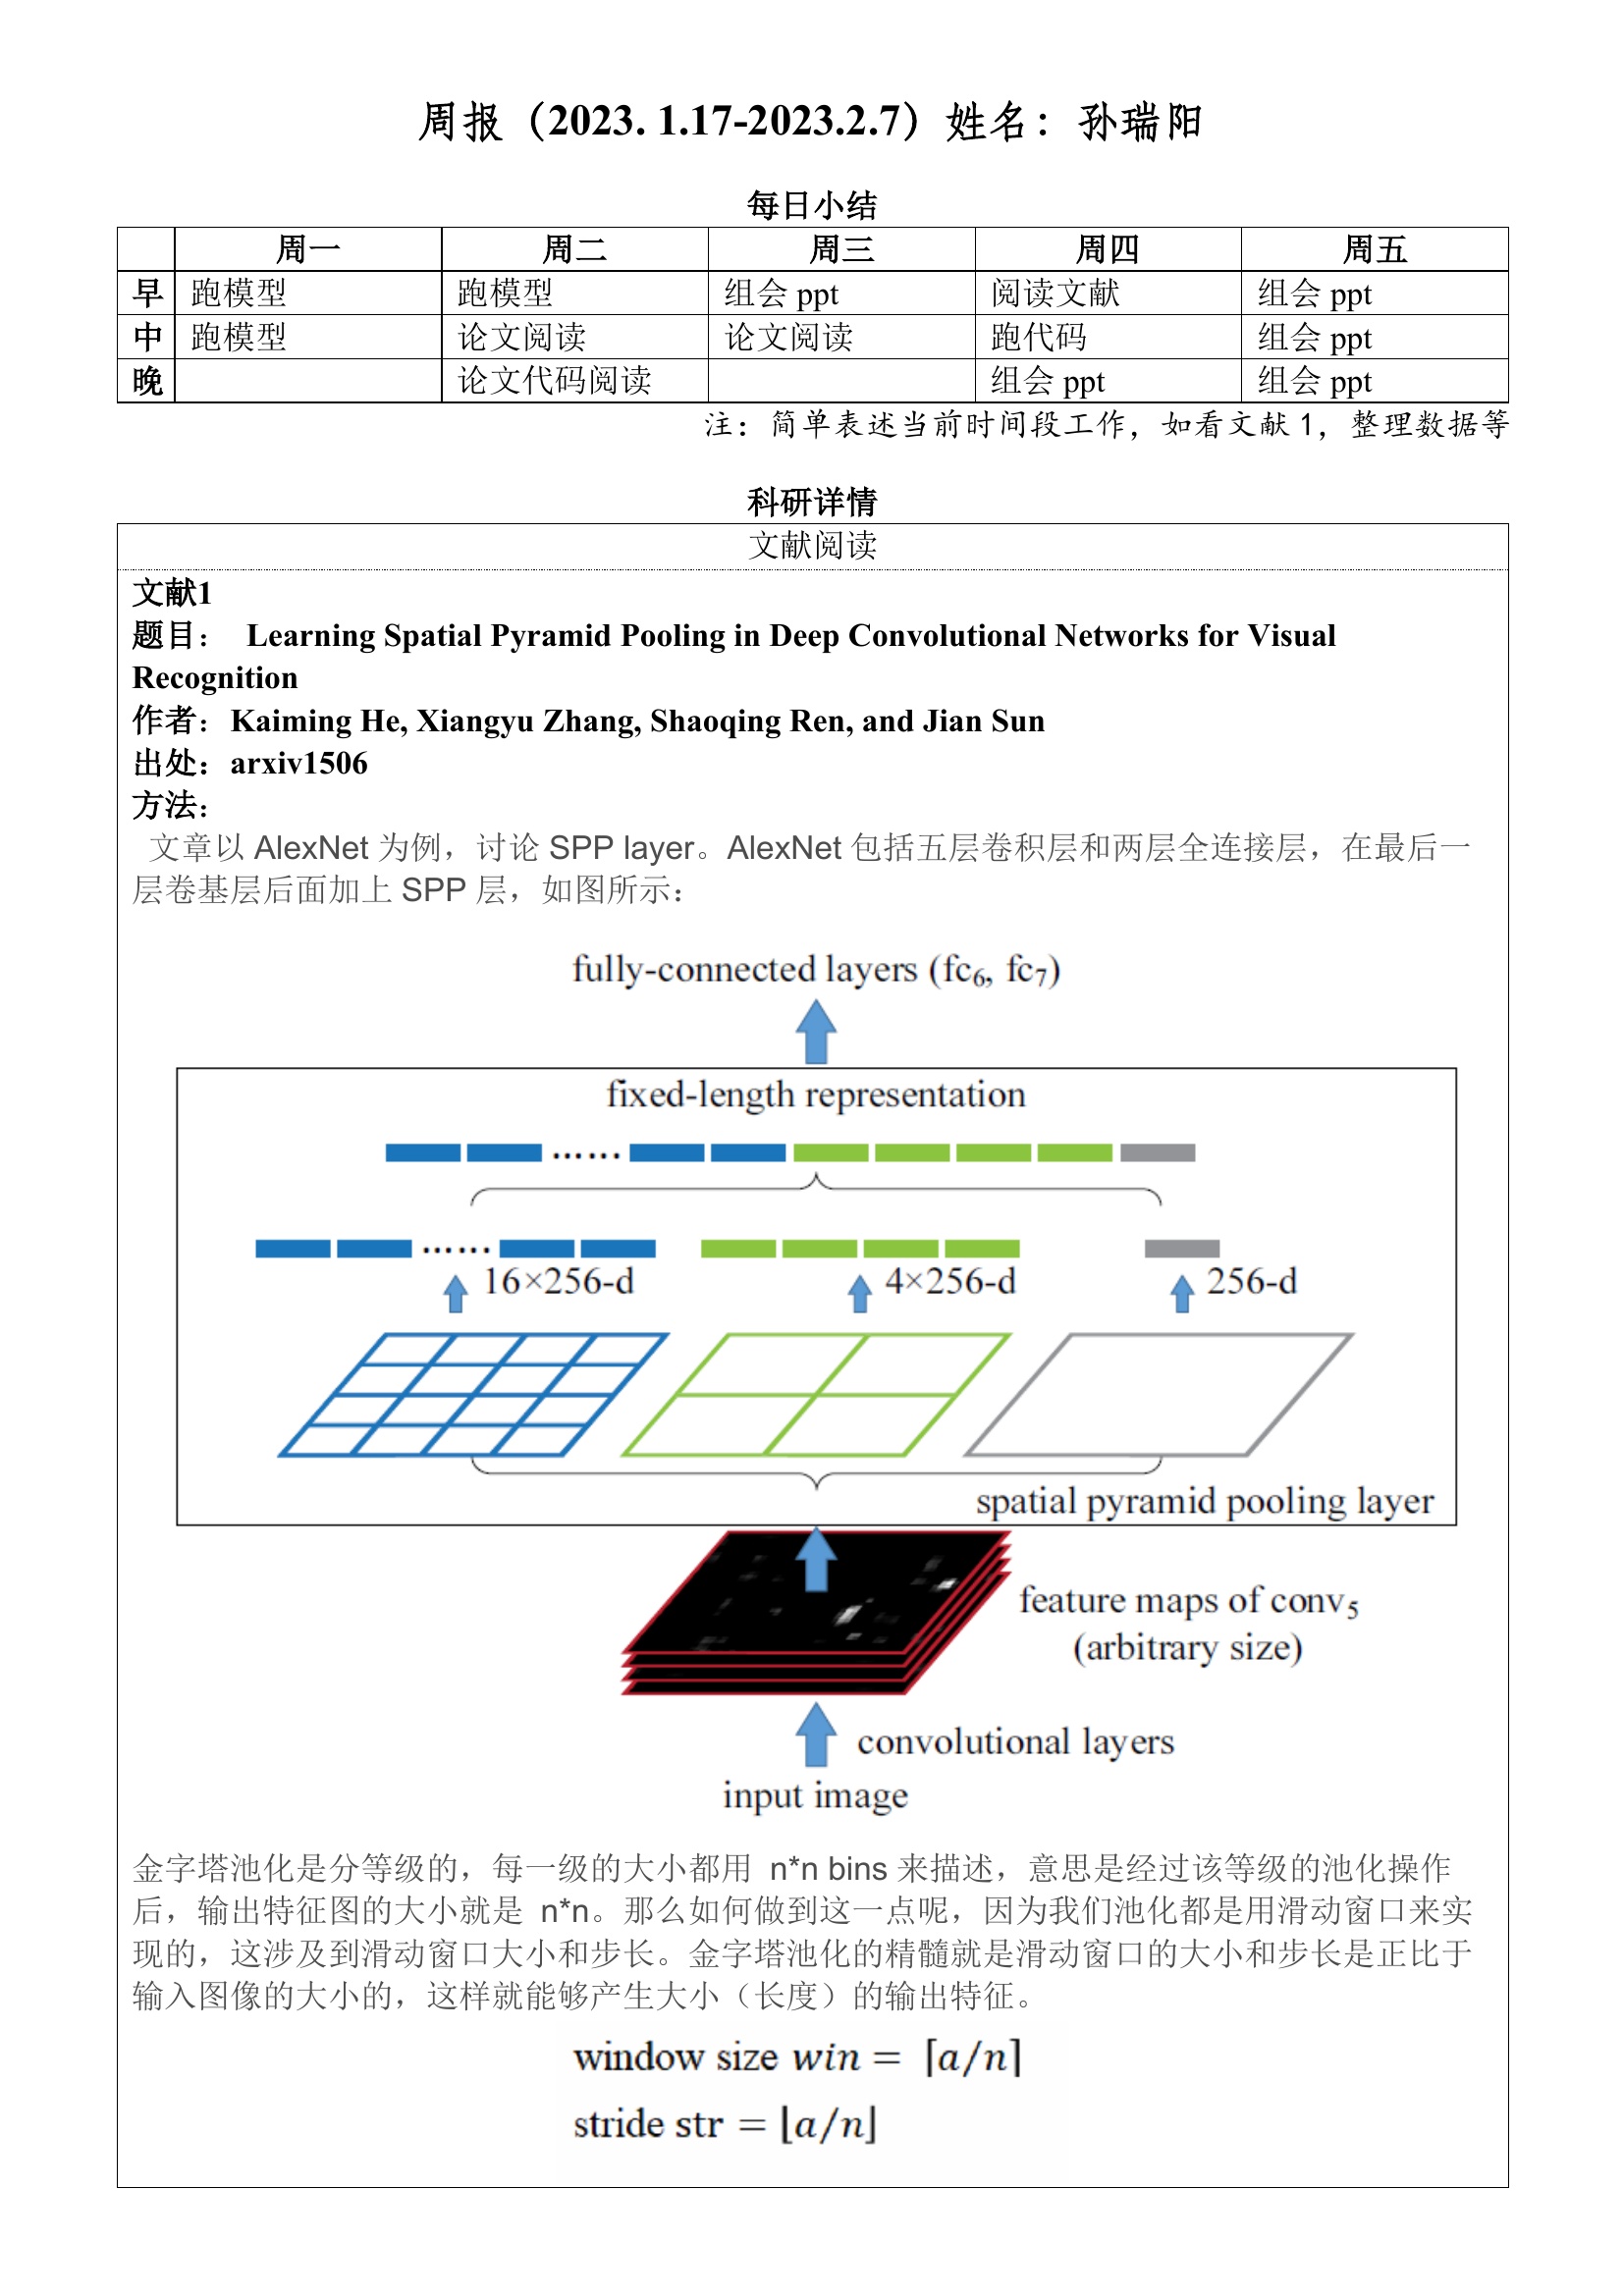 周报（2023. 1.17-2023.2.7）姓名：孙瑞阳
每日小结
周一 周二 周三 周四 周五
早 跑模型 跑模型 组会 ppt 阅读文献 组会 ppt
中 跑模型 论文阅读 论文阅读 跑代码 组会 ppt
晚 论文代码阅读 组会 ppt 组会 ppt
注：简单表述当前时间段工作，如看文献 1，整理数据等
科研详情
文献阅读
文献1
题目： Learning Spatial Pyramid Pooling in Deep Convolutional Networks for Visual
Recognition
作者：Kaiming He, Xiangyu Zhang, Shaoqing Ren, and Jian Sun
出处：arxiv1506
方法：
文章以 AlexNet 为例，讨论 SPP layer。AlexNet 包括五层卷积层和两层全连接层，在最后一
层卷基层后面加上 SPP 层，如图所示：
fully-connected layers (fc6, fc7)
fixed-length representation
......
......
16×256-d 4×256-d 256-d
spatial pyramid pooling layer
feature maps of conv5
(arbitrary size)
convolutional layers
input image
金字塔池化是分等级的，每一级的大小都用 n*n bins 来描述，意思是经过该等级的池化操作
后，输出特征图的大小就是 n*n。那么如何做到这一点呢，因为我们池化都是用滑动窗口来实
现的，这涉及到滑动窗口大小和步长。金字塔池化的精髓就是滑动窗口的大小和步长是正比于
输入图像的大小的，这样就能够产生大小（长度）的输出特征。
window size win = ⌈a/n⌉
stride str = ⌊a/n⌋